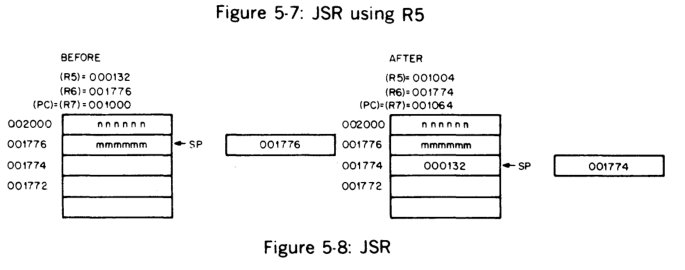 Figure 5-7: JSR using R5
BEFORE
(R5)= 000132
(R6)= 001776
(PC)=(R7)=001000
002000 nnnnnn
001776 mmmmmm SP 001776
001774
001772
AFTER
(R5)=001004
(R6)=001774
(PC)=(R7)=001064
002000 nnnnnn
001776 mmmmmm
001774 000132 SP 001774
001772
Figure 5-8: JSR